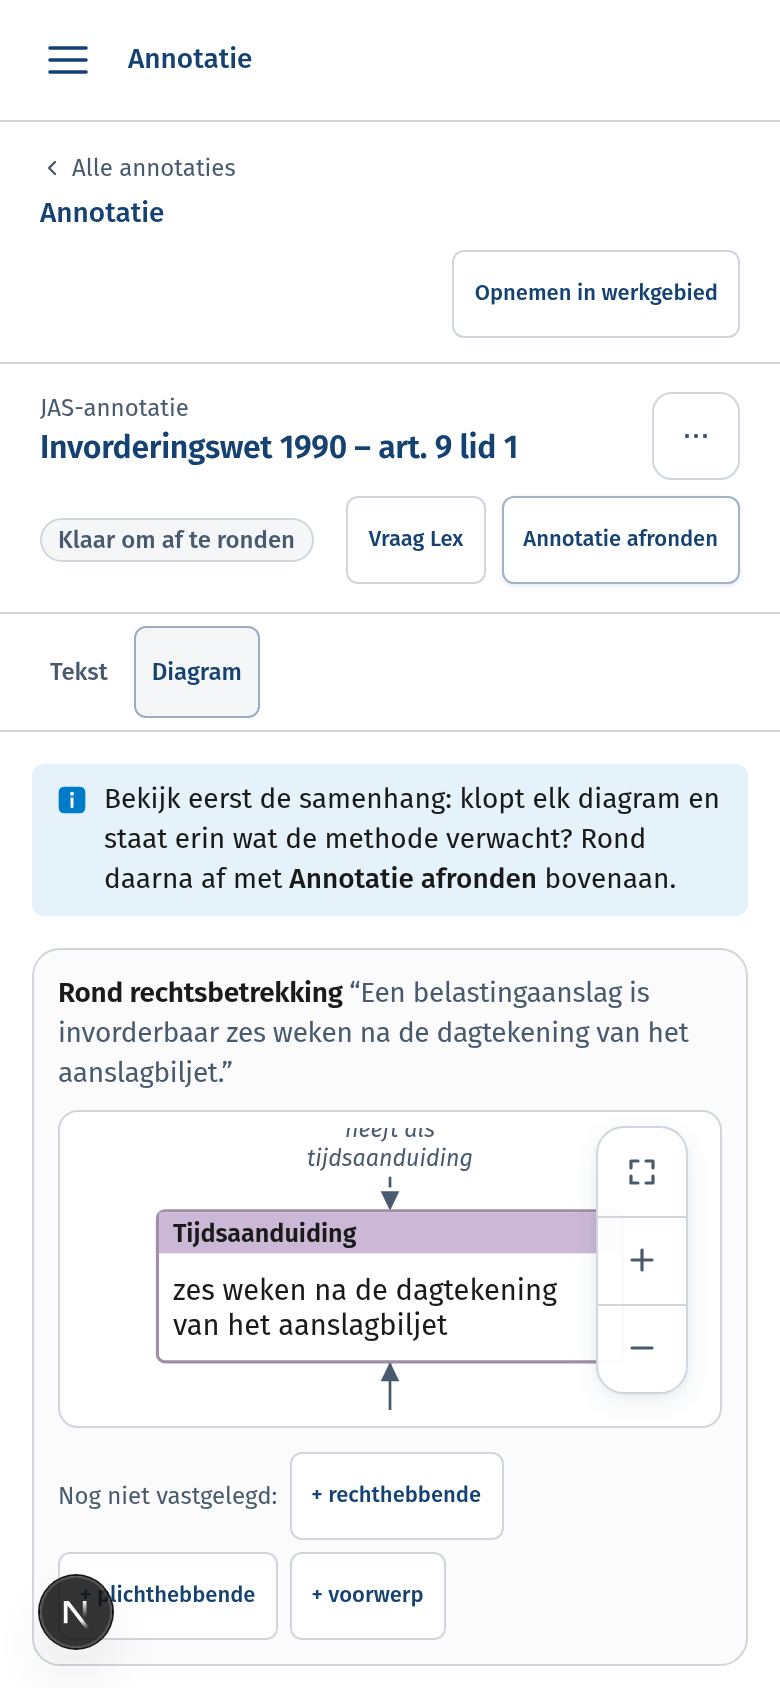 Annotatie
Alle annotaties
Annotatie
Opnemen in werkgebied
JAS-annotatie
Invorderingswet 1990 – art. 9 lid 1
...
Klaar om af te ronden
Vraag Lex
Annotatie afronden
Tekst
Diagram
Bekijk eerst de samenhang: klopt elk diagram en
staat erin wat de methode verwacht? Rond
daarna af met Annotatie afronden bovenaan.
Rond rechtsbetrekking “Een belastingaanslag is
invorderbaar zes weken na de dagtekening van het
aanslagbiljet.”
heeft als
tijdsaanduiding
Tijdsaanduiding
zes weken na de dagtekening
van het aanslagbiljet
Nog niet vastgelegd:
+ rechthebbende
+ plichthebbende
+ voorwerp
N